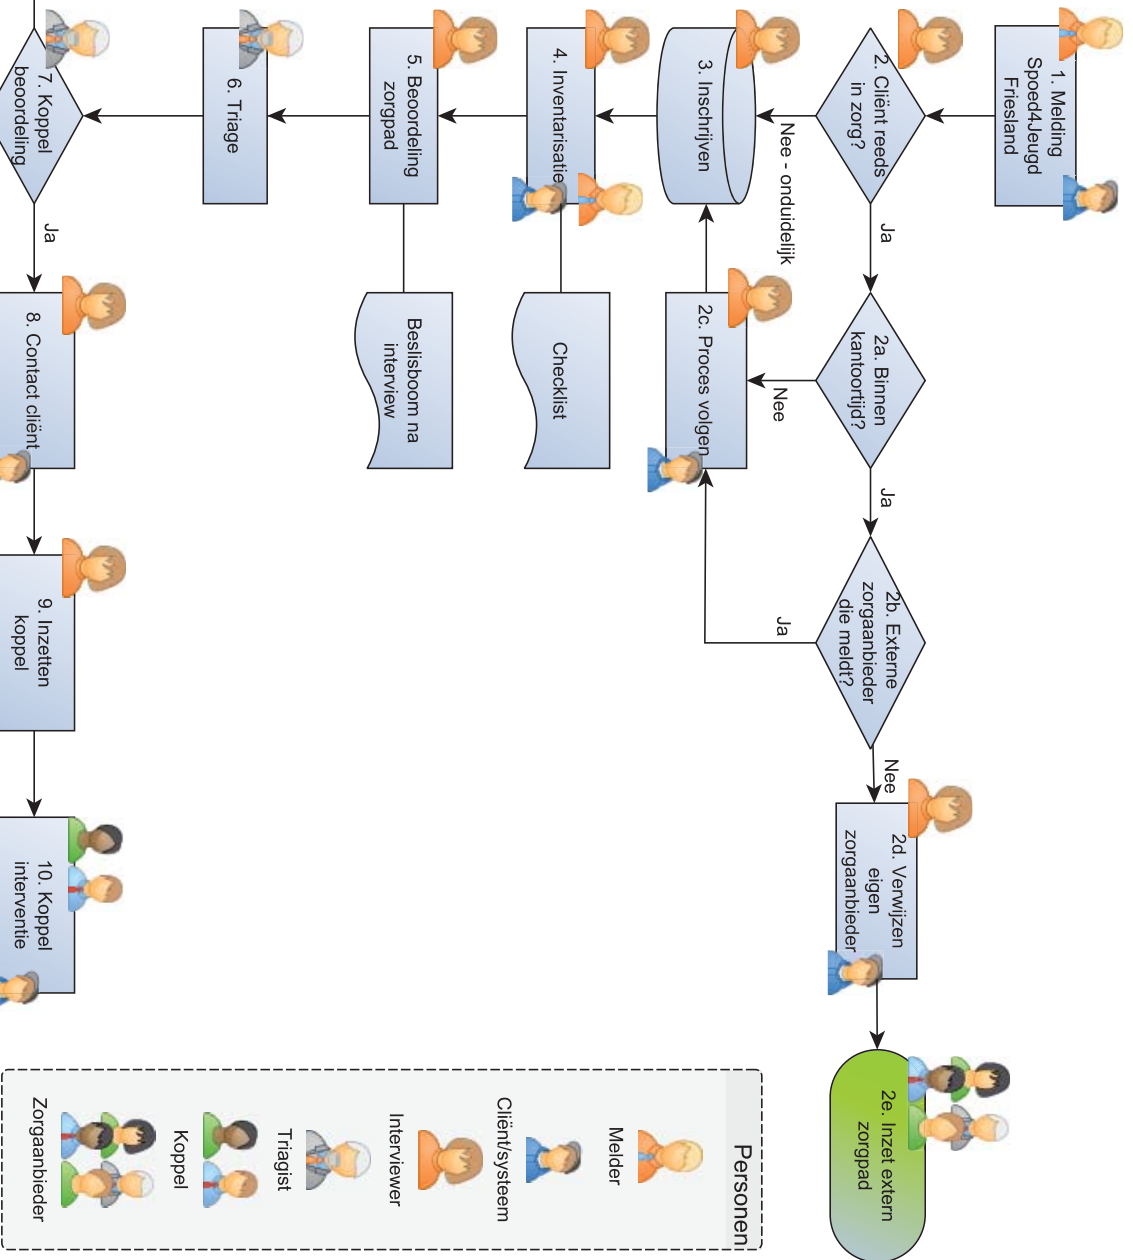 1. Melding
Spoed4Jeugd
Friesland
2. Cliënt reeds
in zorg?
Ja
2a. Binnen
kantoortijd?
Ja
2b. Externe
zorgaanbieder
die meldt?
Nee
2d. Verwijzen
eigen
zorgaanbieder
2e. Inzet extern
zorgpad
Nee - onduidelijk
Nee
Ja
3. Inschrijven
2c. Proces volgen
4. Inventarisatie
Checklist
5. Beoordeling
zorgpad
Beslisboom na
interview
6. Triage
7. Koppel
beoordeling
Ja
8. Contact cliënt
9. Inzetten
koppel
10. Koppel
interventie
Personen
Melder
Cliënt/systeem
Interviewer
Triagist
Koppel
Zorgaanbieder